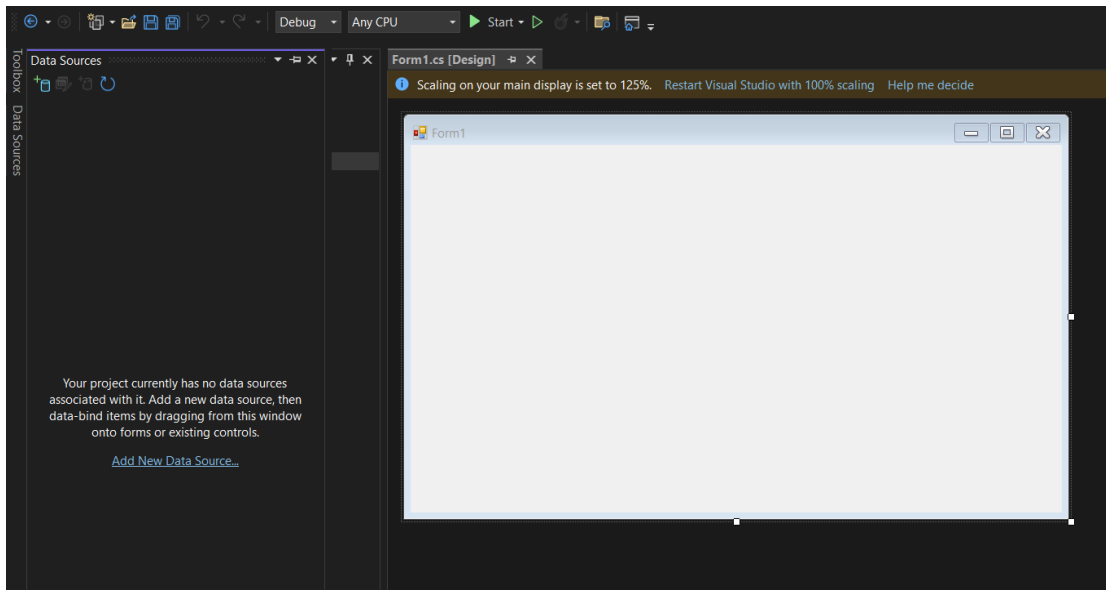 Debug
Any CPU
Start
Toolbox
Data Sources
Data Sources
Form1.cs [Design]
Scaling on your main display is set to 125%. Restart Visual Studio with 100% scaling Help me decide
Form1
Your project currently has no data sources
associated with it. Add a new data source, then
data-bind items by dragging from this window
onto forms or existing controls.
Add New Data Source...